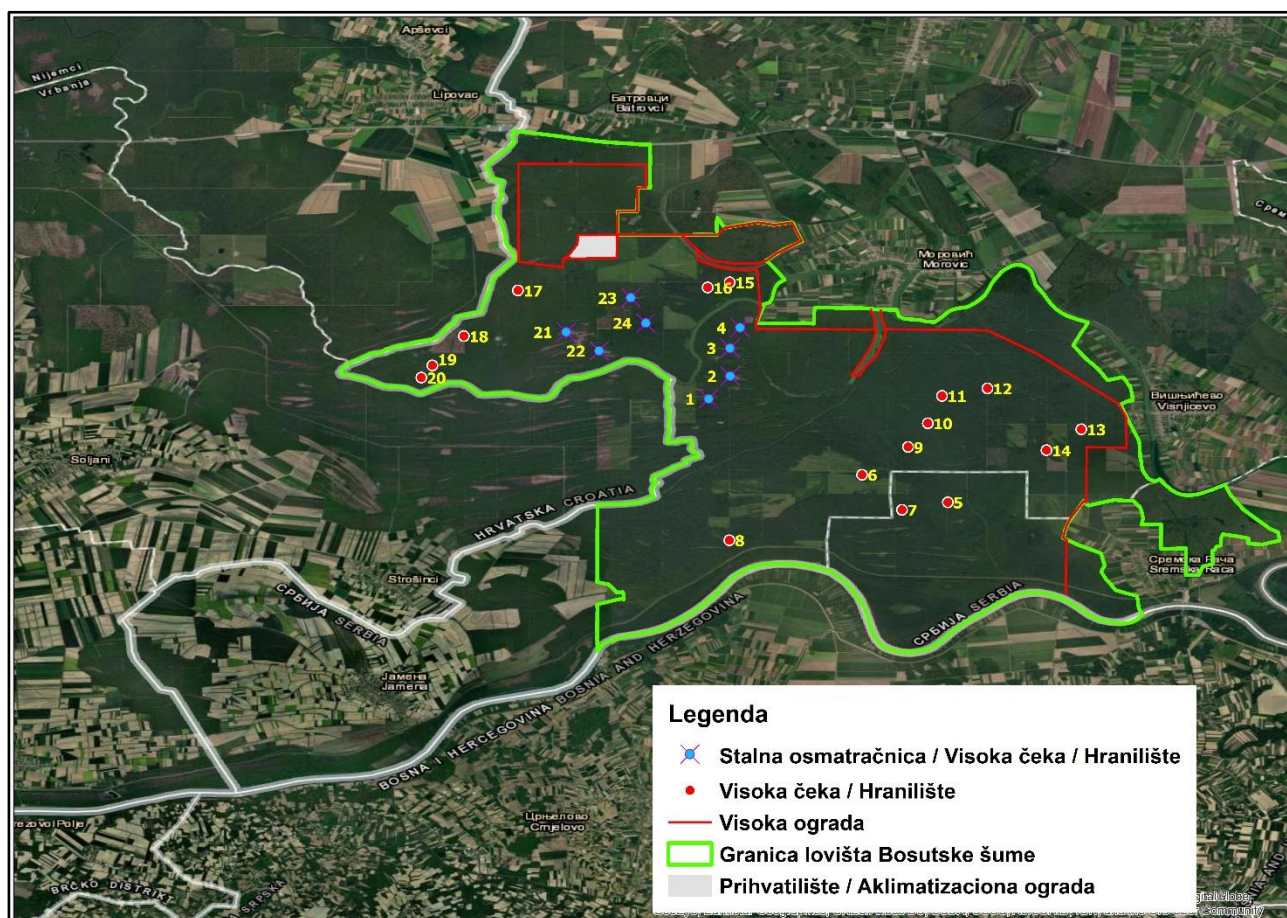 Apševci
Nijemci
Vrbanja
Lipovac
Батровци
Batrovci
Моровић
Morovic
Вишњићево
Visnjicevo
Soljani
HRVATSKA CROATIA
Strošinci
СРБИЈА SERBIA
СРБИЈА SERBIA
Сремска Рача
Sremska Raca
Јамена
Jamena
BOSNA I HERCEGOVINA BOSNIA AND HERZEGOVINA
Црњелово
Crnjelovo
BRČKO DISTRIKT
SRPSKA
15
16
17
23
24
21
22
4
3
2
1
18
19
20
12
11
10
13
14
9
6
7
5
8
Legenda
Stalna osmatračnica / Visoka čeka / Hranilište
Visoka čeka / Hranilište
Visoka ograda
Granica lovišta Bosutske šume
Prihvatilište / Aklimatizaciona ograda